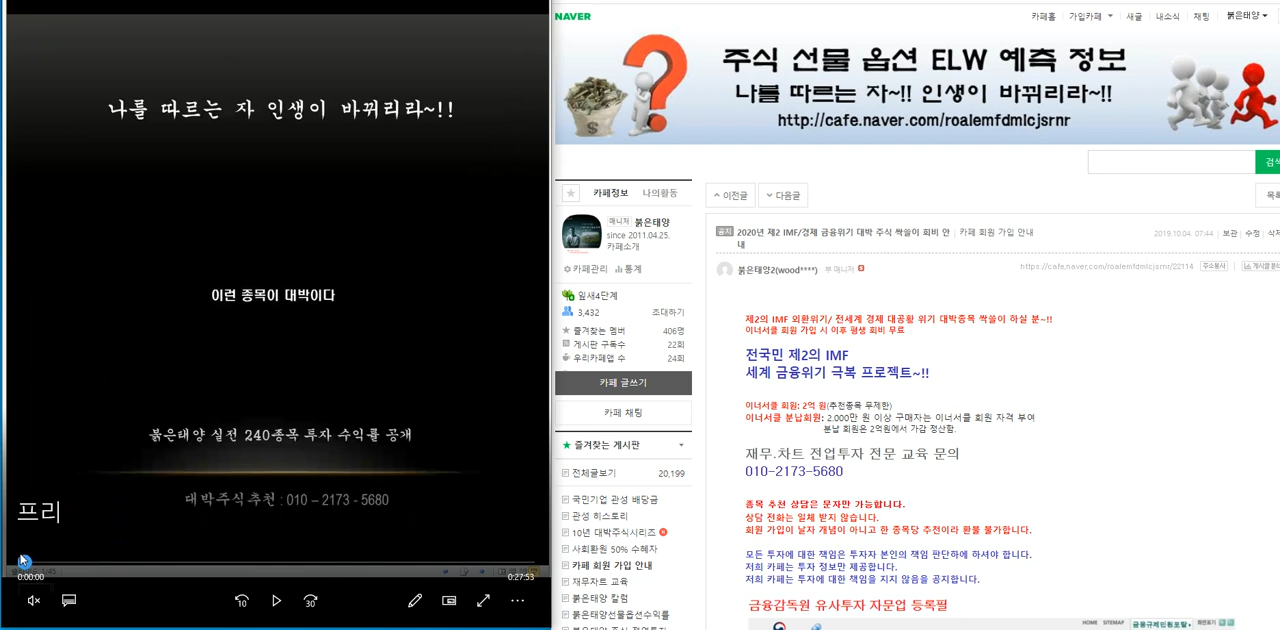 나를 따르는 자 인생이 바뀌리라~!!
이런 종목이 대박이다
붉은태양 실전 240종목 투자 수익률 공개
대박주식추천 : 010 – 2173 - 5680
프리
0:00:00
0:27:53
10
30
NAVER
카페홈
가입카페
새글
내소식
채팅
붉은태양
주식 선물 옵션 ELW 예측 정보
나를 따르는 자~!! 인생이 바뀌리라~!!
http://cafe.naver.com/roalemfdmlcjsrnr
검색
카페정보
나의활동
매니저 붉은태양
since 2011.04.25.
카페소개
카페관리
통계
잎새4단계
3,432
초대하기
즐겨찾는 멤버 406명
게시판 구독수 22회
우리카페앱 수 24회
카페 글쓰기
카페 채팅
즐겨찾는 게시판
전체글보기 20,199
국민기업 관성 배당금
관성 히스토리
10년 대박주식시리즈
사회환원 50% 수혜자
카페 회원 가입 안내
재무차트 교육
붉은태양 칼럼
붉은태양선물옵션수익률
이전글
다음글
공지 2020년 제2 IMF/경제 금융위기 대박 주식 싹쓸이 회비 안내 | 카페 회원 가입 안내
2019.10.04. 07:44
보관
수정
붉은태양2(wood****) 부매니저
https://cafe.naver.com/roalemfdmlcjsrnr/22114
주소복사
제2의 IMF 외환위기/ 전세계 경제 대공황 위기 대박종목 싹쓸이 하실 분~!!
이너서클 회원 가입 시 이후 평생 회비 무료
전국민 제2의 IMF
세계 금융위기 극복 프로젝트~!!
이너서클 회원: 2억 원(추천종목 무제한)
이너서클 분납회원: 2,000만 원 이상 구매자는 이너서클 회원 자격 부여
분납 회원은 2억원에서 가감 정산함.
재무.차트 전업투자 전문 교육 문의
010-2173-5680
종목 추천 상담은 문자만 가능합니다.
상담 전화는 일체 받지 않습니다.
회원 가입이 날자 개념이 아니고 한 종목당 추천이라 환불 불가합니다.
모든 투자에 대한 책임은 투자자 본인의 책임 판단하에 하셔야 합니다.
저희 카페는 투자 정보만 제공합니다.
저희 카페는 투자에 대한 책임을 지지 않음을 공지합니다.
금융감독원 유사투자 자문업 등록필
HOME
SITEMAP
금융규제민원포탈
화면크기